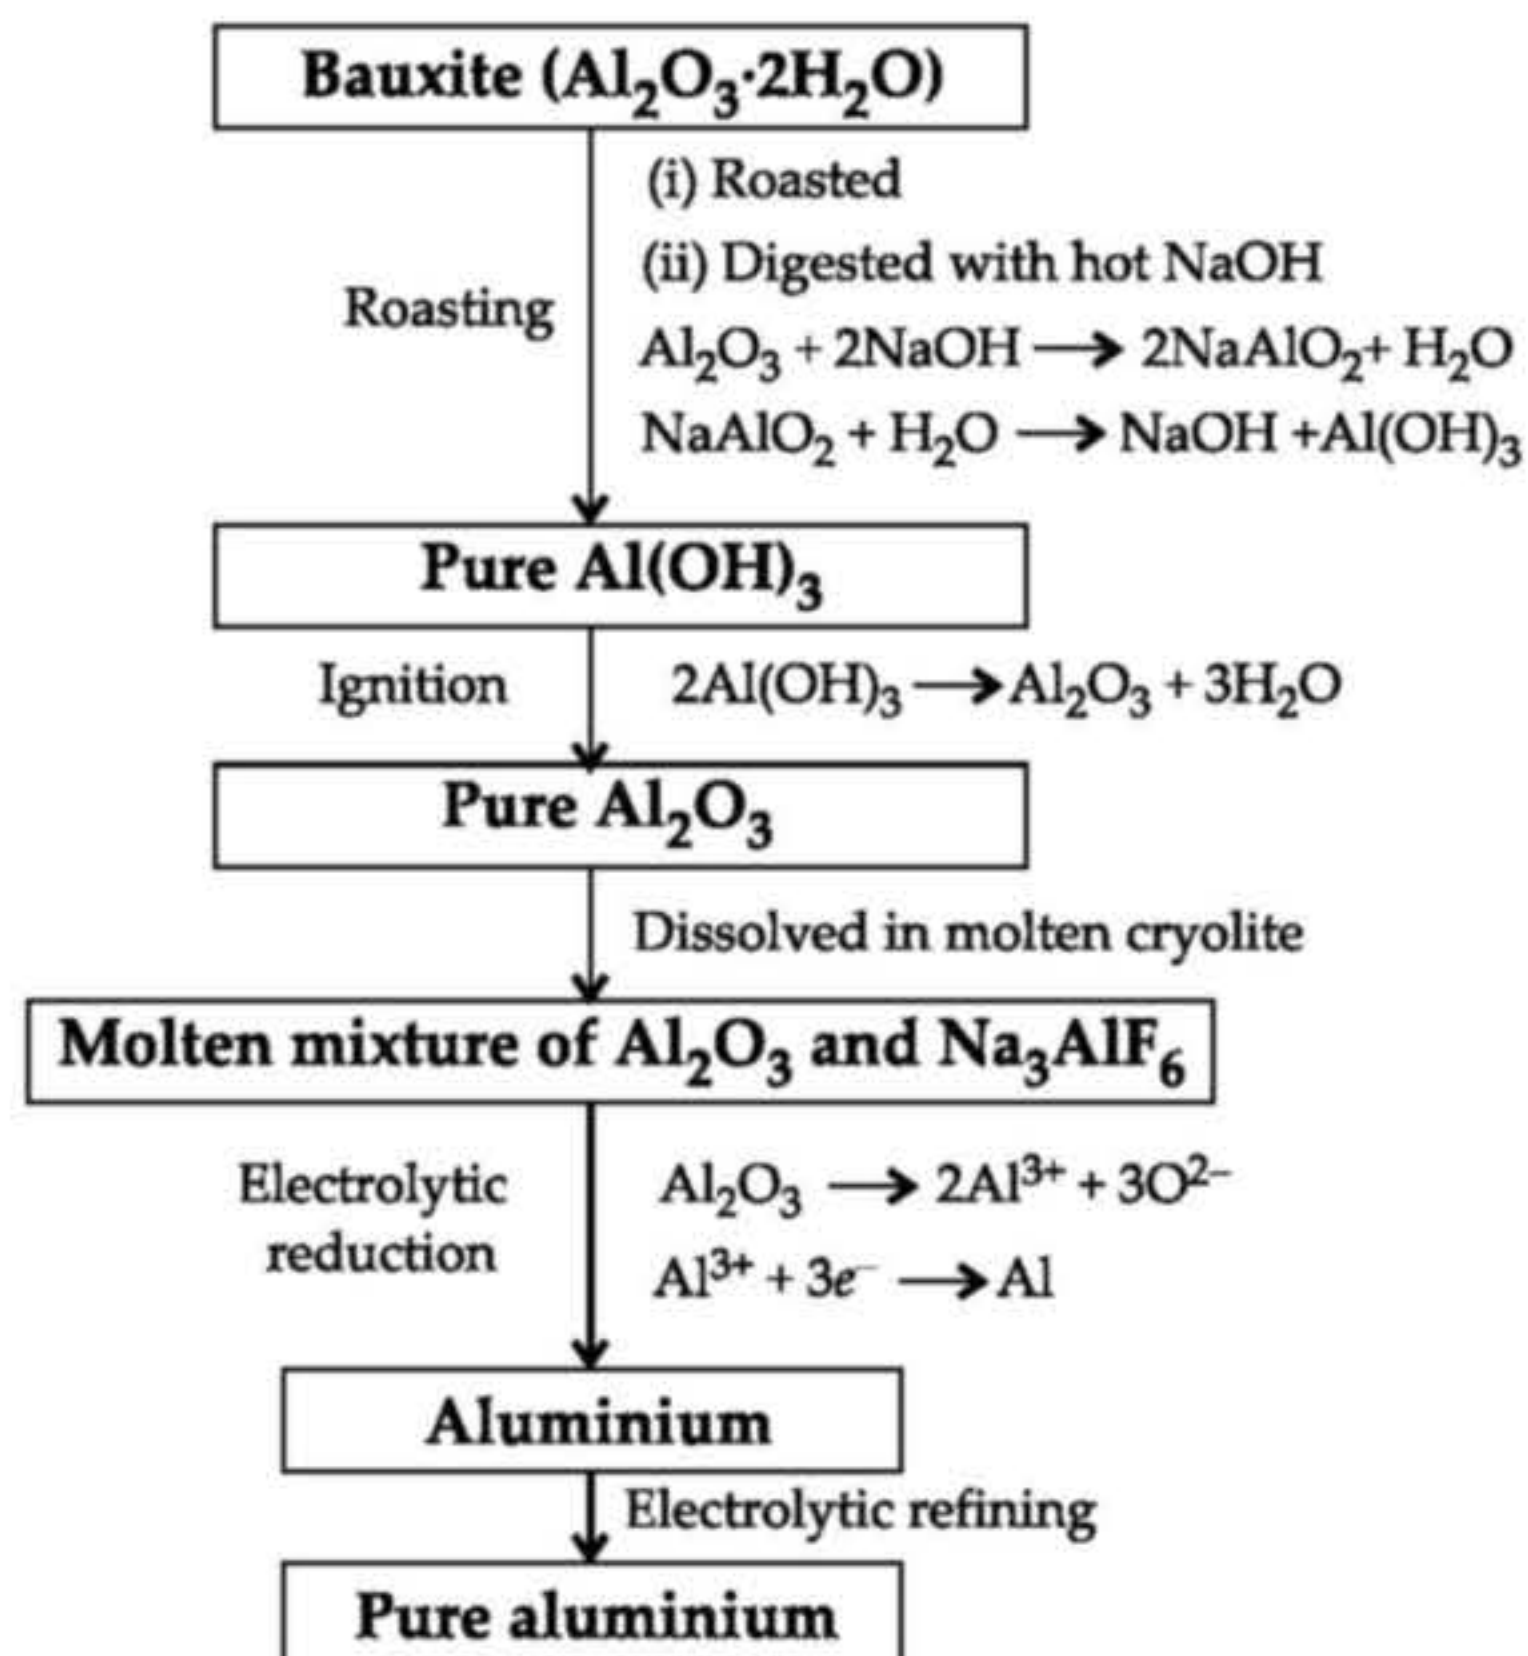 Bauxite (Al₂O₃·2H₂O)
(i) Roasted
(ii) Digested with hot NaOH
Roasting
Al₂O₃ + 2NaOH ⟶ 2NaAlO₂+ H₂O
NaAlO₂ + H₂O ⟶ NaOH +Al(OH)₃
Pure Al(OH)₃
Ignition 2Al(OH)₃ ⟶ Al₂O₃ + 3H₂O
Pure Al₂O₃
Dissolved in molten cryolite
Molten mixture of Al₂O₃ and Na₃AlF₆
Electrolytic
reduction
Al₂O₃ ⟶ 2Al³⁺ + 3O²⁻
Al³⁺ + 3e⁻ ⟶ Al
Aluminium
Electrolytic refining
Pure aluminium